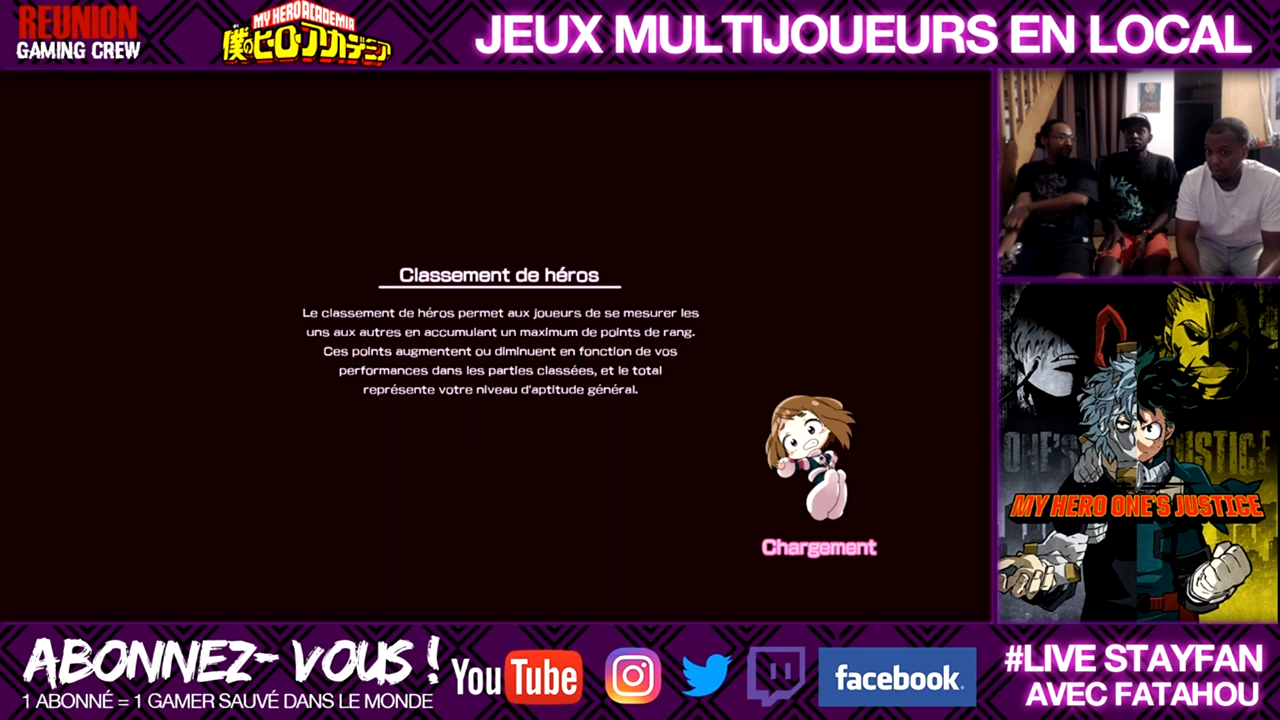 REUNION
GAMING CREW
MY HERO ACADEMIA
僕のヒーローアカデミア
JEUX MULTIJOUEURS EN LOCAL
Classement de héros
Le classement de héros permet aux joueurs de se mesurer les
uns aux autres en accumulant un maximum de points de rang.
Ces points augmentent ou diminuent en fonction de vos
performances dans les parties classées, et le total
représente votre niveau d'aptitude général.
Chargement
ONE'S JUSTICE
MY HERO ONE'S JUSTICE
ABONNEZ- VOUS !
1 ABONNÉ = 1 GAMER SAUVÉ DANS LE MONDE
YouTube
facebook
#LIVE STAYFAN
AVEC FATAHOU